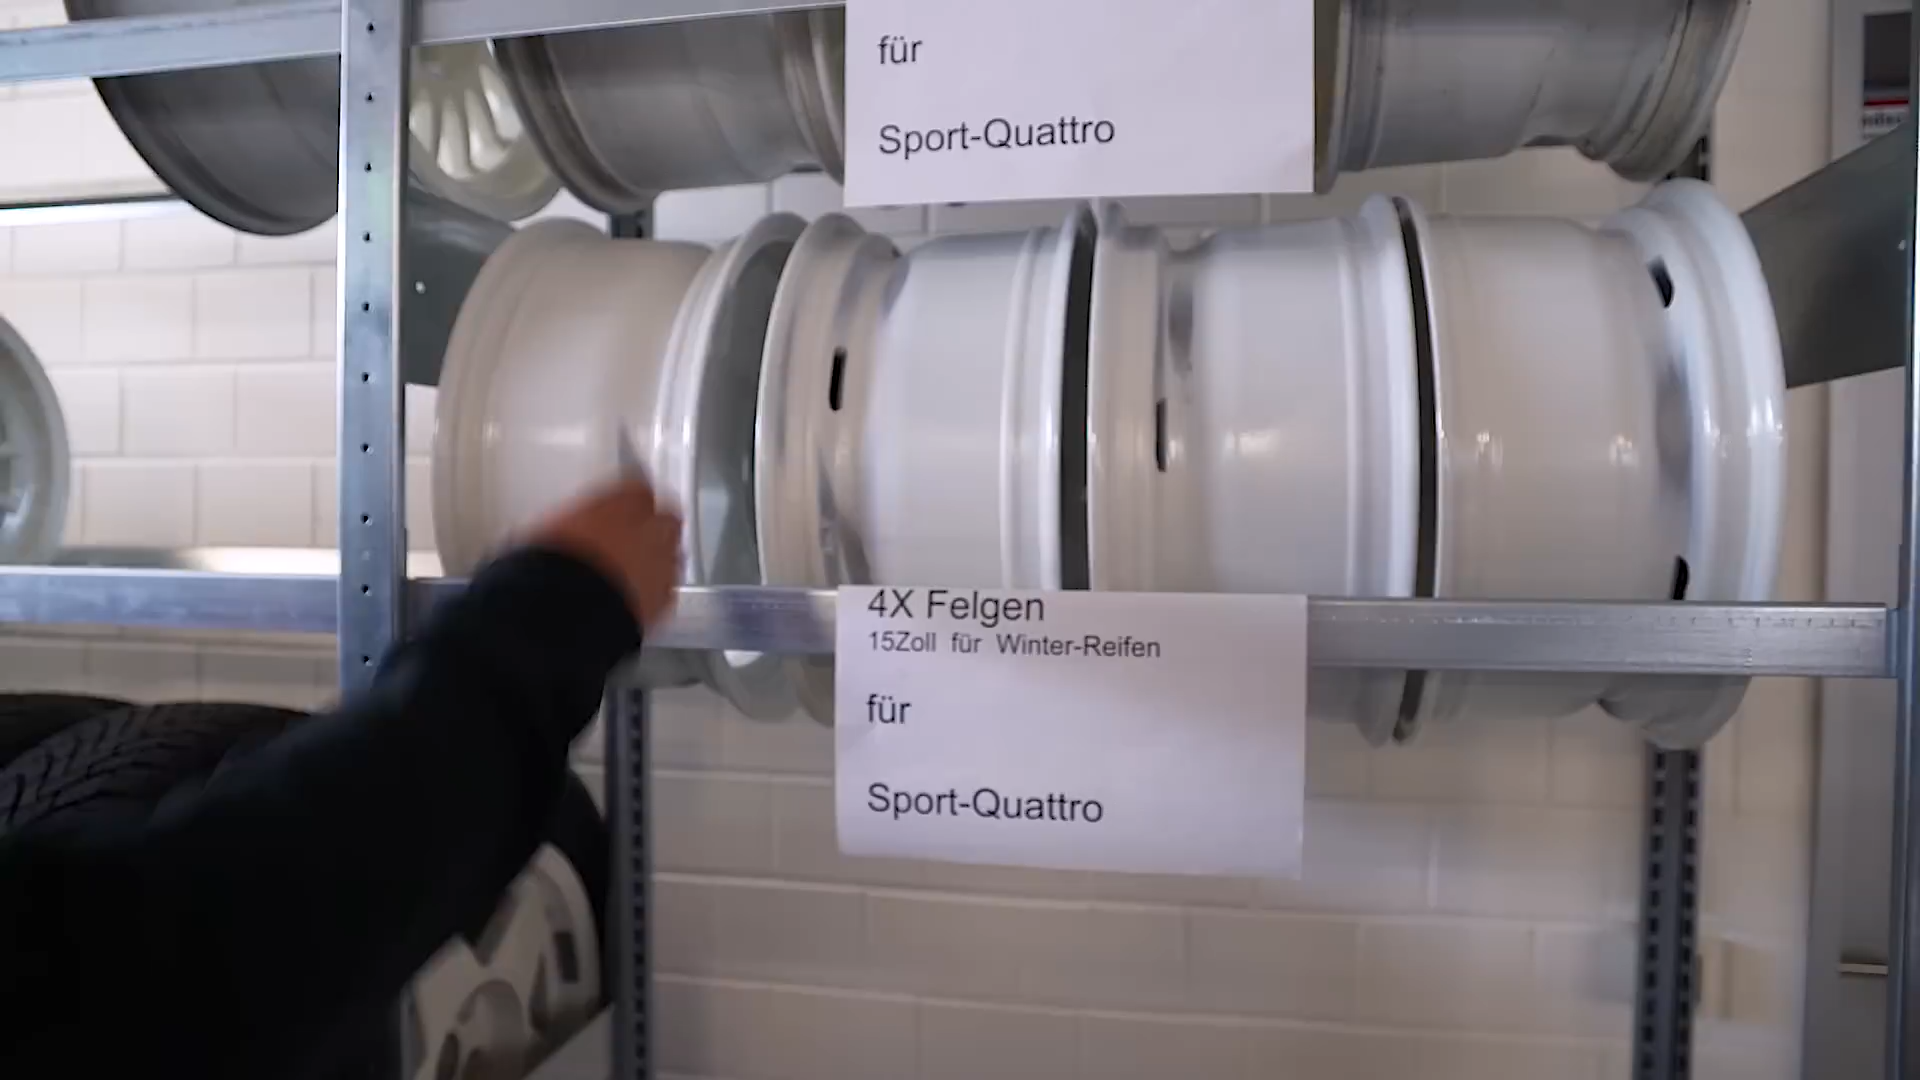 für
Sport-Quattro
4X Felgen
15Zoll für Winter-Reifen
für
Sport-Quattro